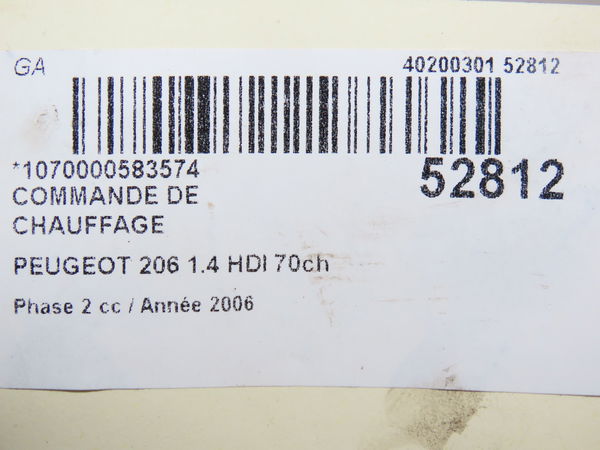 GA
40200301 52812
*1070000583574
52812
COMMANDE DE
CHAUFFAGE
PEUGEOT 206 1.4 HDI 70ch
Phase 2 cc / Année 2006